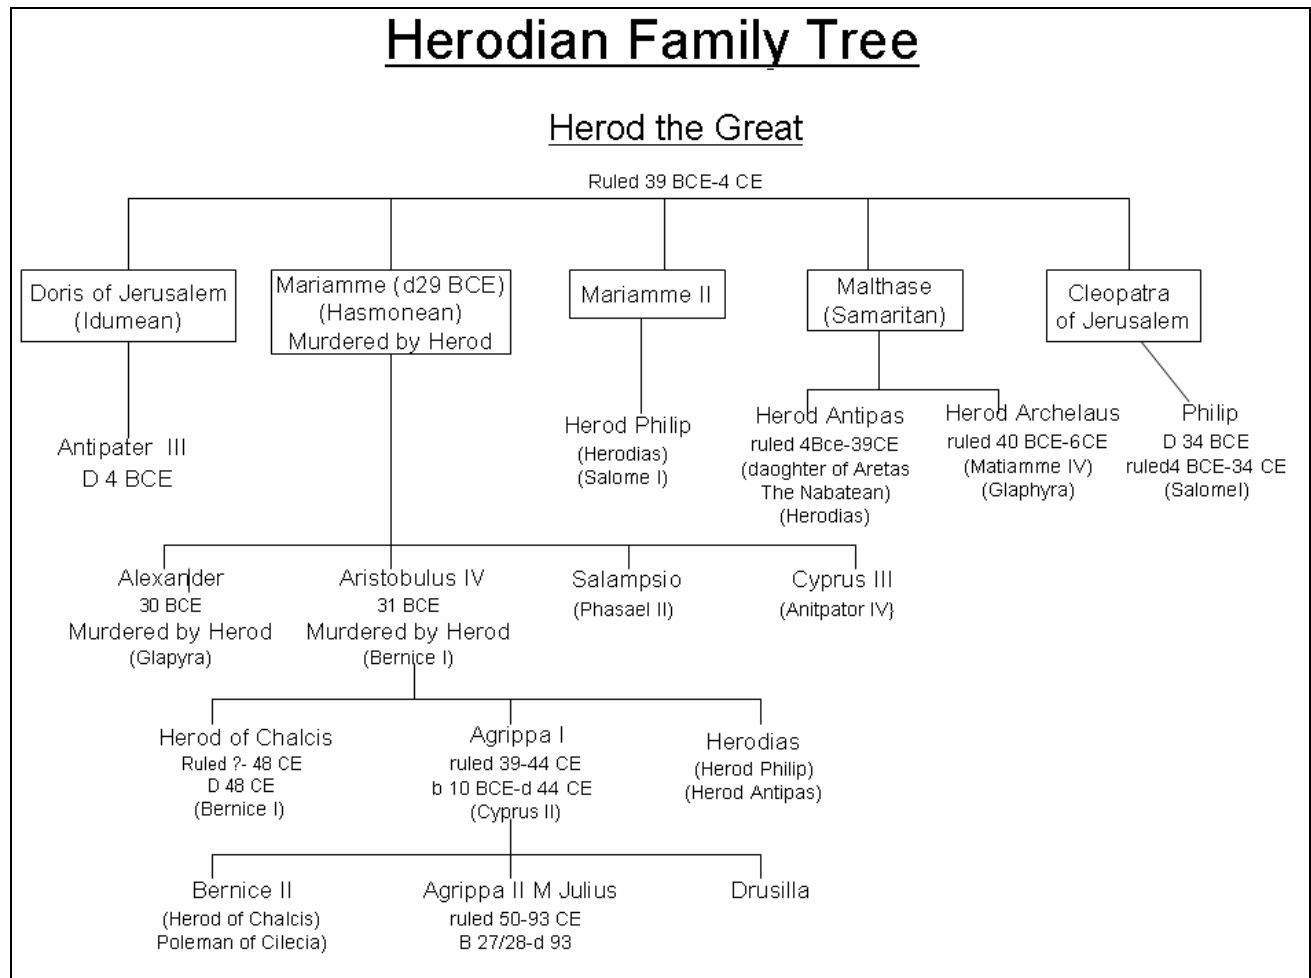 Herodian Family Tree
Herod the Great
Ruled 39 BCE-4 CE
Doris of Jerusalem
(Idumean)
Mariamme (d29 BCE)
(Hasmonean)
Murdered by Herod
Mariamme II
Malthase
(Samaritan)
Cleopatra
of Jerusalem
Antipater III
D 4 BCE
Herod Philip
(Herodias)
(Salome I)
Herod Antipas
ruled 4Bce-39CE
(daoghter of Aretas
The Nabatean)
(Herodias)
Herod Archelaus
ruled 40 BCE-6CE
(Matiamme IV)
(Glaphyra)
Philip
D 34 BCE
ruled4 BCE-34 CE
(SalomeI)
Alexander
30 BCE
Murdered by Herod
(Glapyra)
Aristobulus IV
31 BCE
Murdered by Herod
(Bernice I)
Salampsio
(Phasael II)
Cyprus III
(Anitpator IV}
Herod of Chalcis
Ruled ?- 48 CE
D 48 CE
(Bernice I)
Agrippa I
ruled 39-44 CE
b 10 BCE-d 44 CE
(Cyprus II)
Herodias
(Herod Philip)
(Herod Antipas)
Bernice II
(Herod of Chalcis)
Poleman of Cilecia)
Agrippa II M Julius
ruled 50-93 CE
B 27/28-d 93
Drusilla